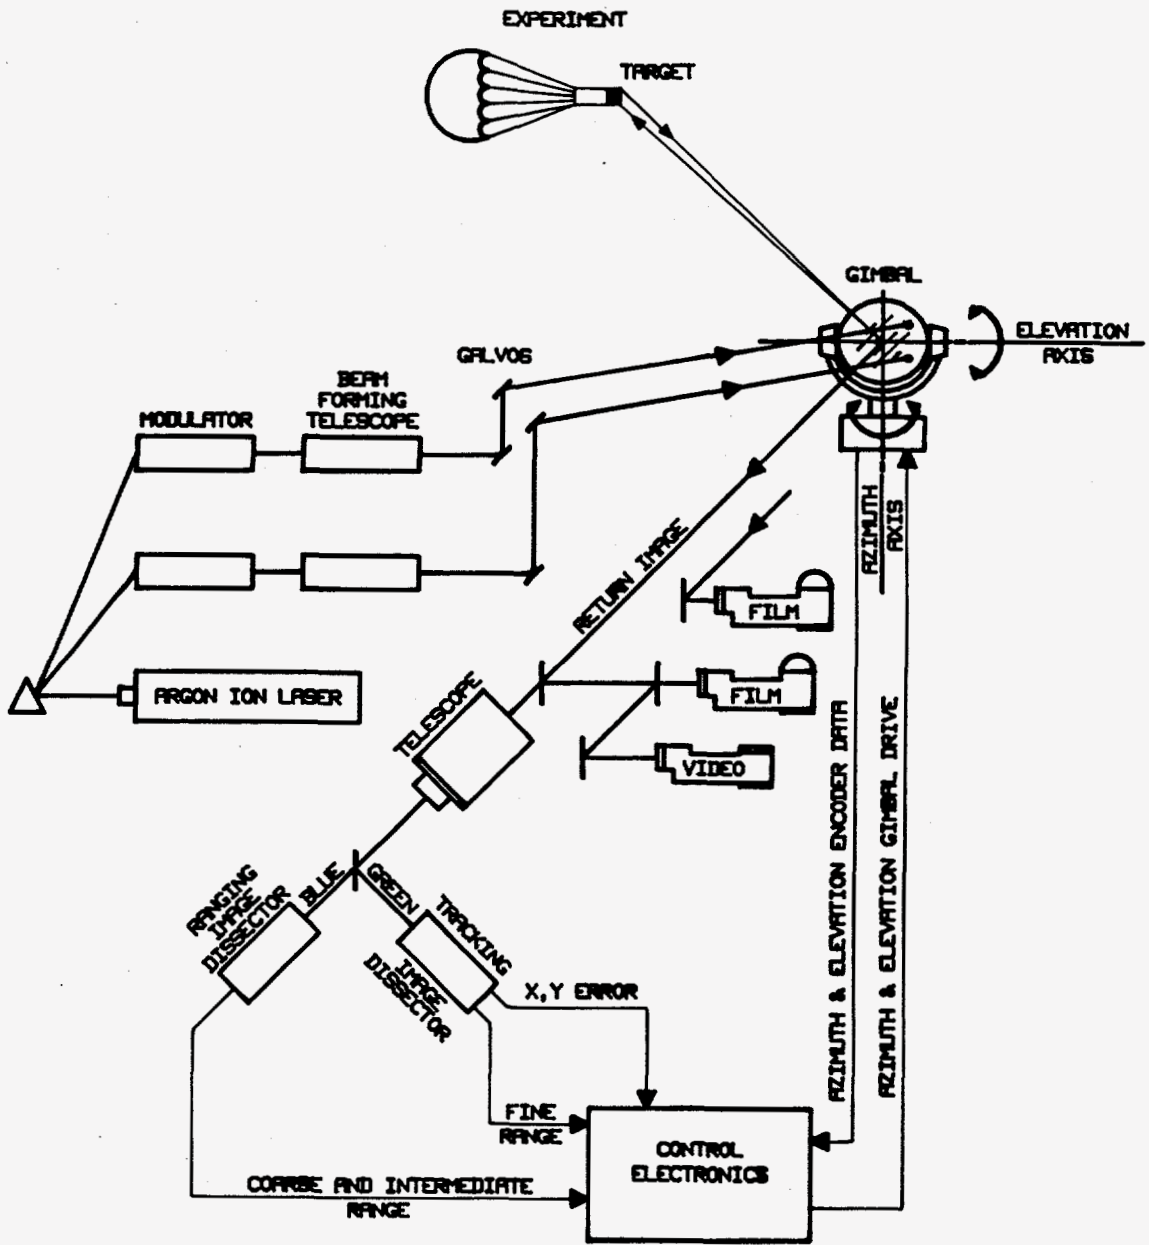 EXPERIMENT
TARGET
GIMBAL
ELEVATION
AXIS
GALVOS
BEAM
FORMING
TELESCOPE
MODULATOR
AZIMUTH
AXIS
RETURN IMAGE
FILM
ARGON ION LASER
FILM
TELESCOPE
VIDEO
AZIMUTH & ELEVATION ENCODER DATA
AZIMUTH & ELEVATION GIMBAL DRIVE
BLUE
GREEN
RANGING
IMAGE
DISSECTOR
TRACKING
IMAGE
DISSECTOR
X,Y ERROR
FINE
RANGE
CONTROL
ELECTRONICS
COARSE AND INTERMEDIATE
RANGE